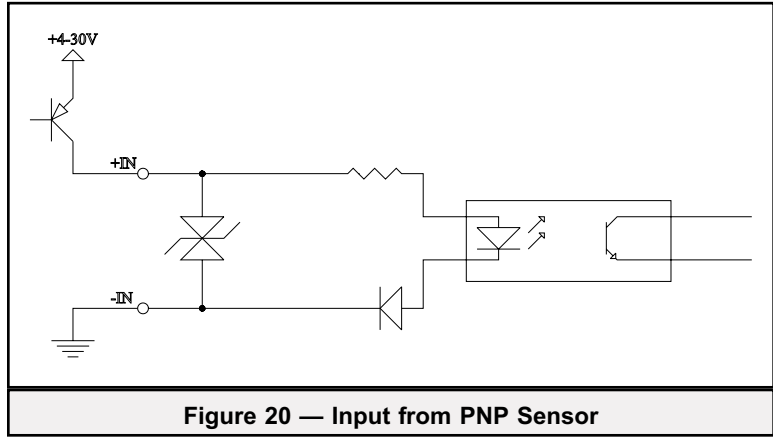 +4-30V
+IN
-IN
Figure 20 — Input from PNP Sensor